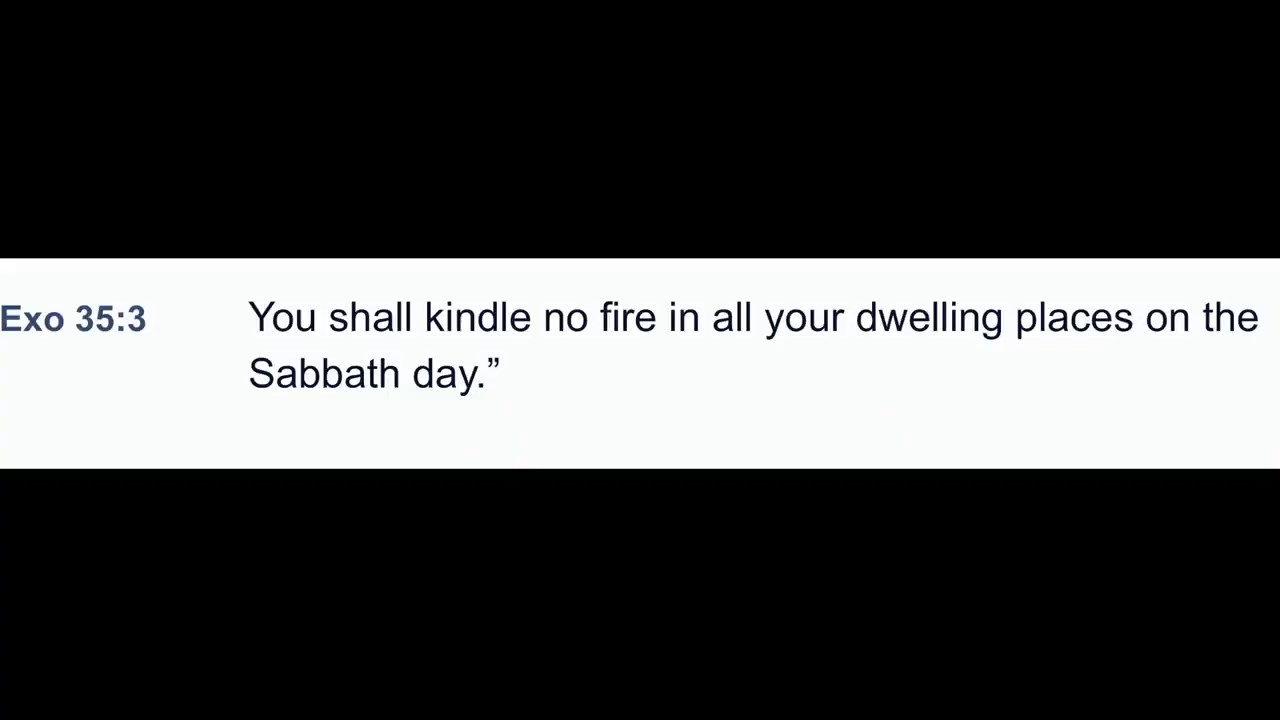 Exo 35:3 You shall kindle no fire in all your dwelling places on the
Sabbath day.”